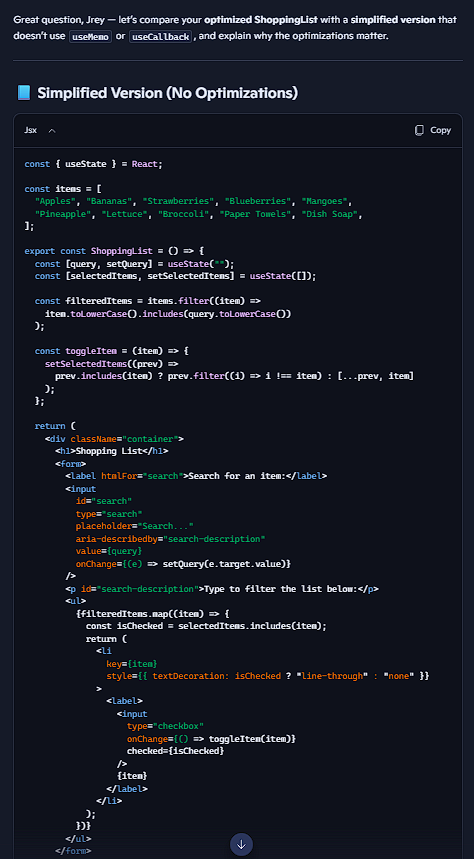 Great question, Jrey — let's compare your optimized ShoppingList with a simplified version that
doesn't use useMemo or useCallback, and explain why the optimizations matter.
Simplified Version (No Optimizations)
Jsx
Copy
const { useState } = React;
const items = [
"Apples", "Bananas", "Strawberries", "Blueberries", "Mangoes",
"Pineapple", "Lettuce", "Broccoli", "Paper Towels", "Dish Soap",
];
export const ShoppingList = () => {
const [query, setQuery] = useState("");
const [selectedItems, setSelectedItems] = useState([]);
const filteredItems = items.filter((item) =>
item.toLowerCase().includes(query.toLowerCase())
);
const toggleItem = (item) => {
setSelectedItems((prev) =>
prev.includes(item) ? prev.filter((i) => i !== item) : [...prev, item]
);
};
return (
<div className="container">
<h1>Shopping List</h1>
<form>
<label htmlFor="search">Search for an item:</label>
<input
id="search"
type="search"
placeholder="Search..."
aria-describedby="search-description"
value={query}
onChange={(e) => setQuery(e.target.value)}
/>
<p id="search-description">Type to filter the list below:</p>
<ul>
{filteredItems.map((item) => {
const isChecked = selectedItems.includes(item);
return (
<li
key={item}
style={{ textDecoration: isChecked ? "line-through" : "none" }}
>
<label>
<input
type="checkbox"
onChange={() => toggleItem(item)}
checked={isChecked}
/>
{item}
</label>
</li>
);
})}
</ul>
</form>